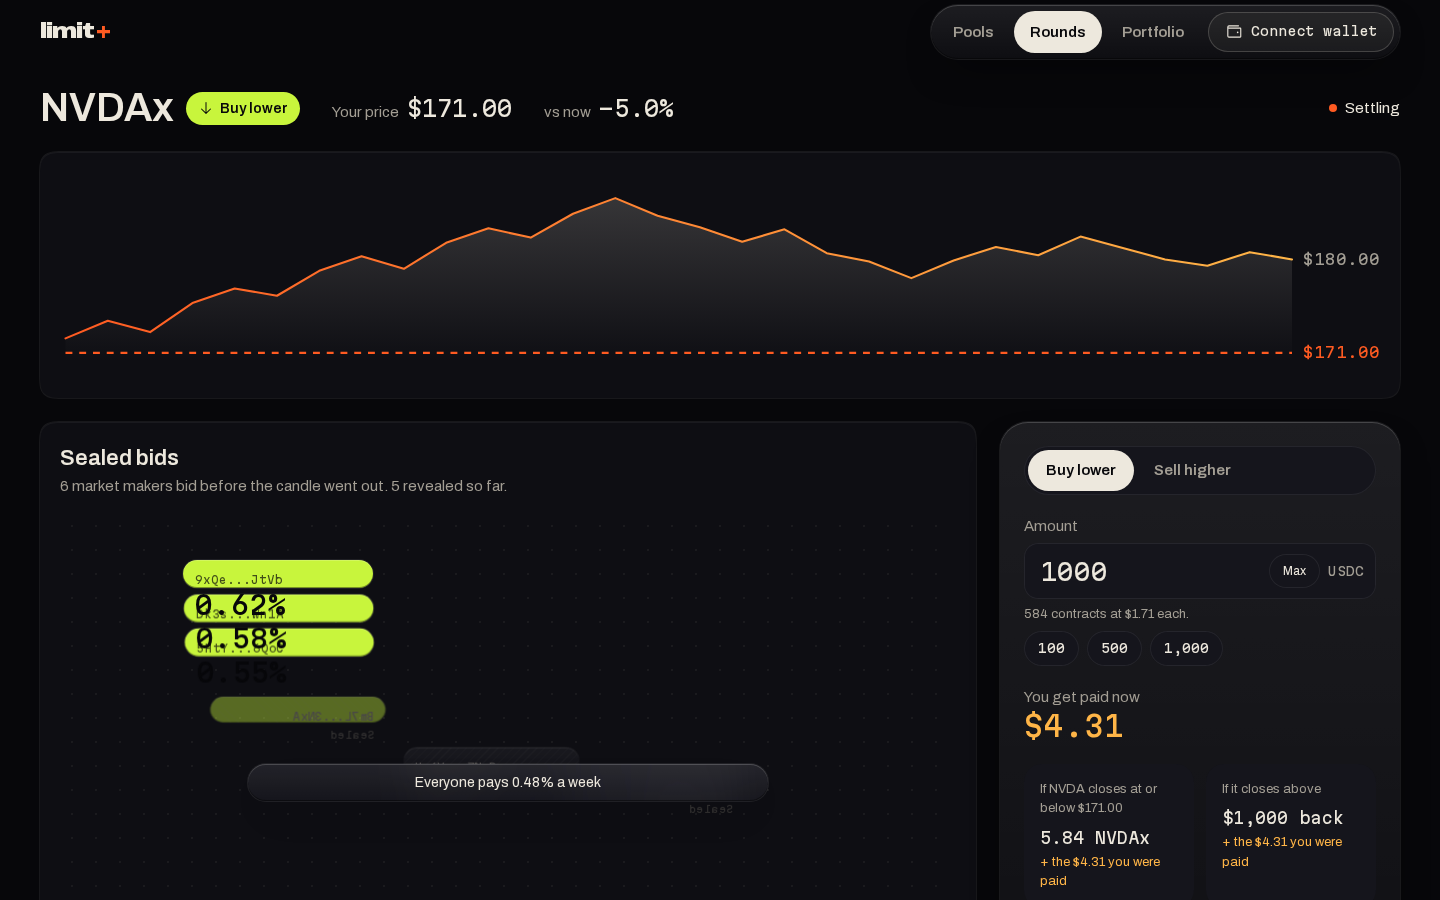 limit+
Pools
Rounds
Portfolio
Connect wallet
NVDAx
↓ Buy lower
Your price $171.00
vs now −5.0%
Settling
$180.00
$171.00
Sealed bids
6 market makers bid before the candle went out. 5 revealed so far.
9xQe...JtVb
0.62%
0.58%
0.55%
Sealed
Everyone pays 0.48% a week
Sealed
Buy lower
Sell higher
Amount
1000
Max
USDC
584 contracts at $1.71 each.
100
500
1,000
You get paid now
$4.31
If NVDA closes at or
below $171.00
5.84 NVDAx
+ the $4.31 you were
paid
If it closes above
$1,000 back
+ the $4.31 you were
paid